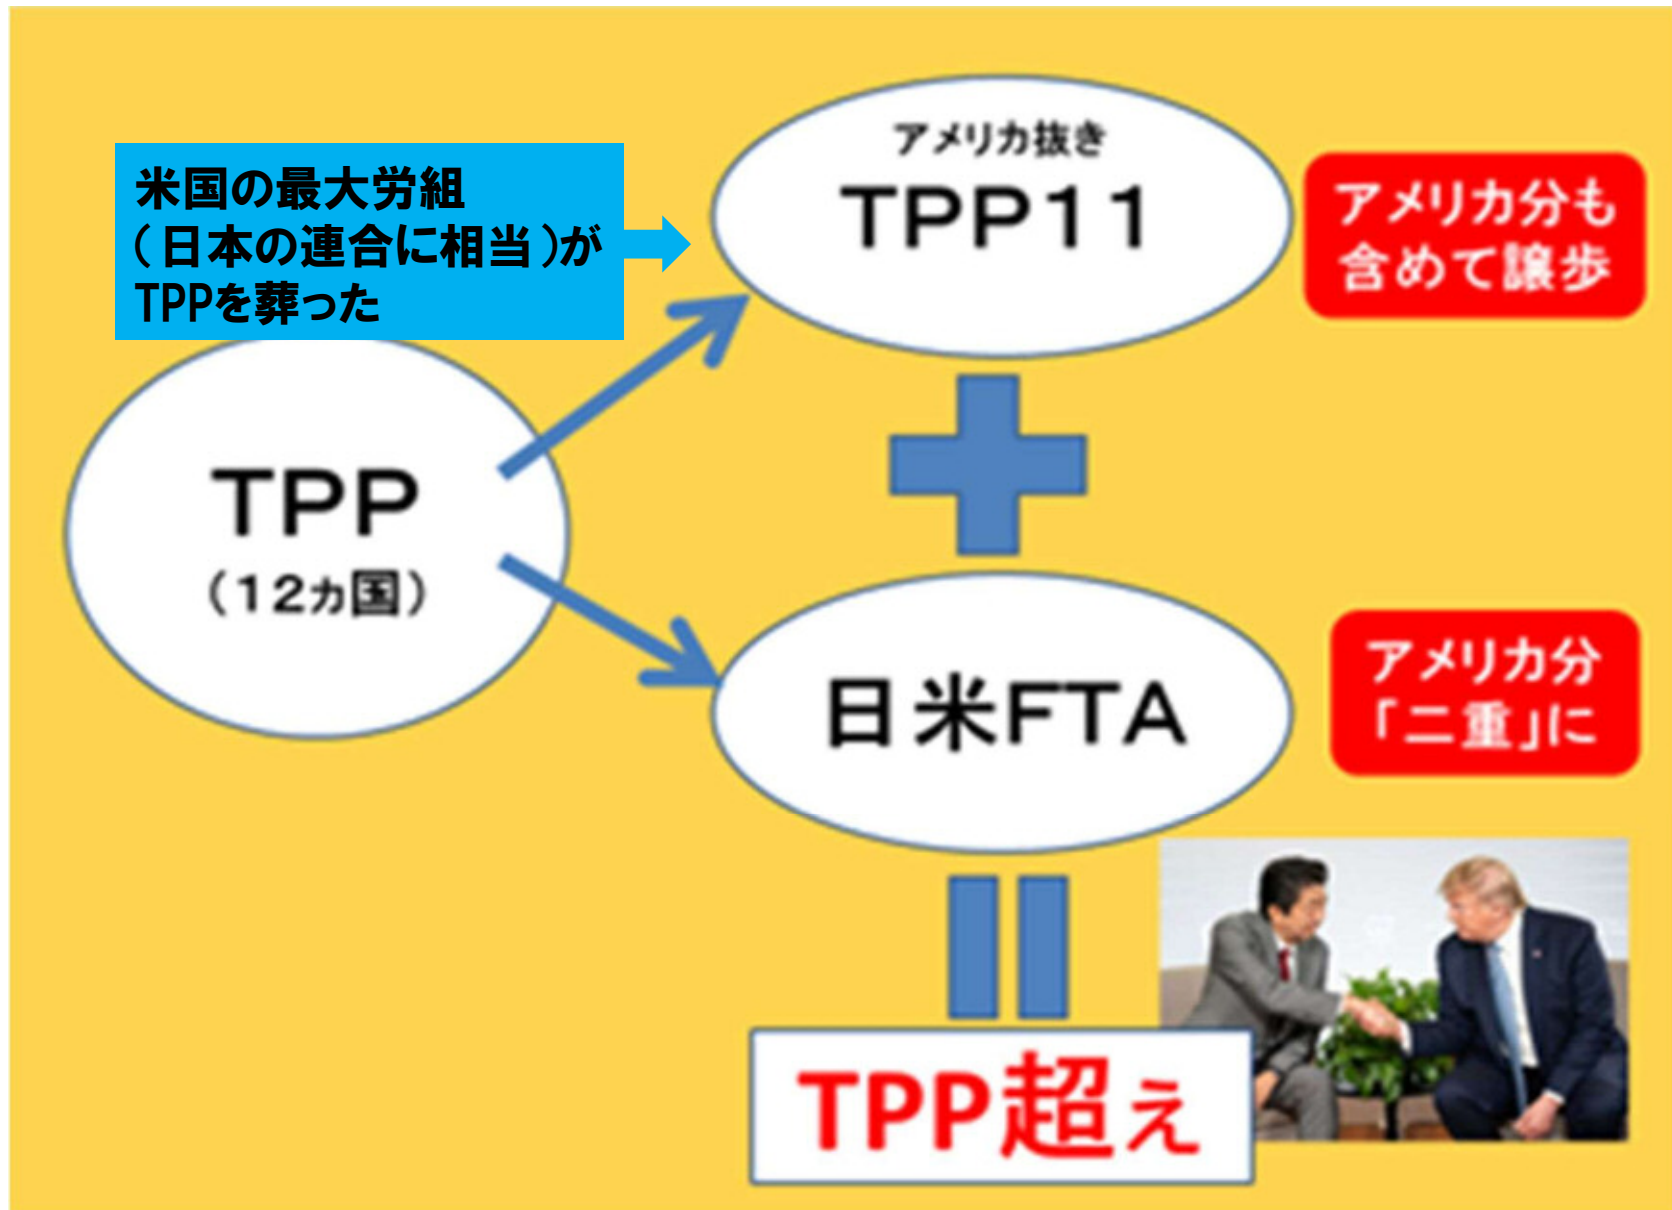 米国の最大労組
（日本の連合に相当）が
TPPを葬った
アメリカ抜き
TPP11
アメリカ分も
含めて譲歩
TPP
（12ヵ国）
日米FTA
アメリカ分
「二重」に
TPP超え